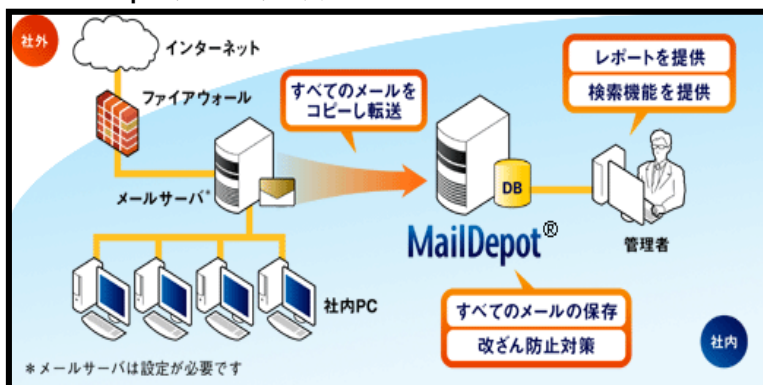 社外
インターネット
ファイアウォール
メールサーバ*
すべてのメールを
コピーし転送
レポートを提供
検索機能を提供
DB
MailDepot®
管理者
社内PC
すべてのメールの保存
改ざん防止対策
社内
*メールサーバは設定が必要です